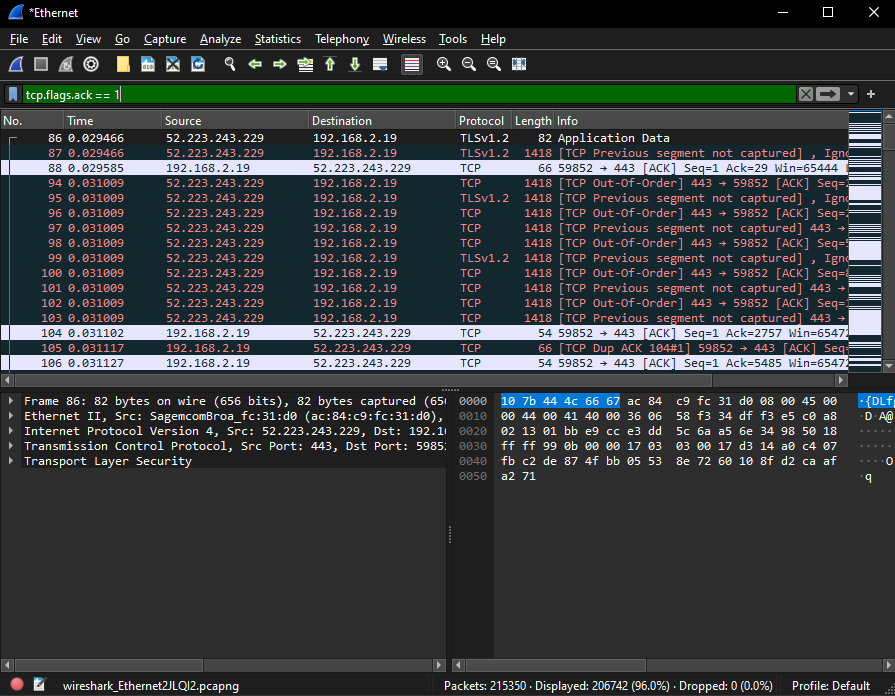 *Ethernet
File Edit View Go Capture Analyze Statistics Telephony Wireless Tools Help
tcp.flags.ack == 1
No. Time Source Destination Protocol Length Info
86 0.029466 52.223.243.229 192.168.2.19 TLSv1.2 82 Application Data
87 0.029466 52.223.243.229 192.168.2.19 TLSv1.2 1418 [TCP Previous segment not captured] , Igno
88 0.029585 192.168.2.19 52.223.243.229 TCP 66 59852 → 443 [ACK] Seq=1 Ack=29 Win=65444
94 0.031009 52.223.243.229 192.168.2.19 TCP 1418 [TCP Out-Of-Order] 443 → 59852 [ACK] Seq=
95 0.031009 52.223.243.229 192.168.2.19 TLSv1.2 1418 [TCP Previous segment not captured] , Igno
96 0.031009 52.223.243.229 192.168.2.19 TCP 1418 [TCP Out-Of-Order] 443 → 59852 [ACK] Seq=
97 0.031009 52.223.243.229 192.168.2.19 TCP 1418 [TCP Previous segment not captured] 443 →
98 0.031009 52.223.243.229 192.168.2.19 TCP 1418 [TCP Out-Of-Order] 443 → 59852 [ACK] Seq=
99 0.031009 52.223.243.229 192.168.2.19 TLSv1.2 1418 [TCP Previous segment not captured] , Igno
100 0.031009 52.223.243.229 192.168.2.19 TCP 1418 [TCP Out-Of-Order] 443 → 59852 [ACK] Seq=
101 0.031009 52.223.243.229 192.168.2.19 TCP 1418 [TCP Previous segment not captured] 443 →
102 0.031009 52.223.243.229 192.168.2.19 TCP 1418 [TCP Out-Of-Order] 443 → 59852 [ACK] Seq=
103 0.031009 52.223.243.229 192.168.2.19 TCP 1418 [TCP Previous segment not captured] 443 →
104 0.031102 192.168.2.19 52.223.243.229 TCP 54 59852 → 443 [ACK] Seq=1 Ack=2757 Win=6547
105 0.031117 192.168.2.19 52.223.243.229 TCP 66 [TCP Dup ACK 104#1] 59852 → 443 [ACK] Seq=
106 0.031117 192.168.2.19 52.223.243.229 TCP 54 59852 → 443 [ACK] Seq=1 Ack=5485 Win=6547
Frame 86: 82 bytes on wire (656 bits), 82 bytes captured (65
Ethernet II, Src: SagemcomBroa_fc:31:d0 (ac:84:c9:fc:31:d0),
Internet Protocol Version 4, Src: 52.223.243.229, Dst: 192.1
Transmission Control Protocol, Src Port: 443, Dst Port: 5985
Transport Layer Security
0000 10 7b 44 4c 66 67 ac 84 c9 fc 31 d0 08 00 45 00 ·{DLf
0010 00 44 00 41 40 00 36 06 58 f3 34 df f3 e5 c0 a8 ·D·A@
0020 02 13 01 bb e9 cc e3 dd 5c 6a a5 6e 34 98 50 18 ·····
0030 ff ff 99 0b 00 00 17 03 03 00 17 d3 14 a0 c4 07 ·····
0040 fb c2 de 87 4f bb 05 53 8e 72 60 10 8f d2 ca af ····O
0050 a2 71 ·q
wireshark_Ethernet2JLQI2.pcapng Packets: 215350 · Displayed: 206742 (96.0%) · Dropped: 0 (0.0%) Profile: Default